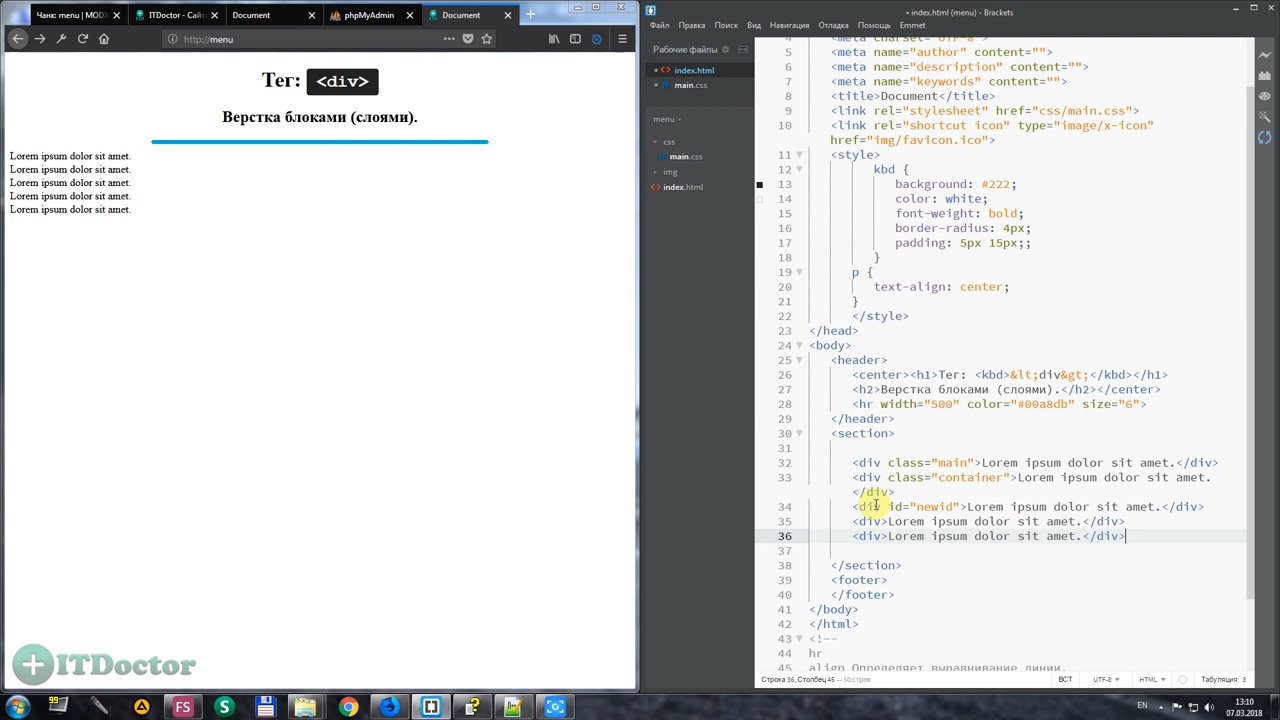 Чанк: menu | MODX
ITDoctor - Сайт
Document
phpMyAdmin
Document
http://menu
Тег: <div>
Верстка блоками (слоями).
Lorem ipsum dolor sit amet.
Lorem ipsum dolor sit amet.
Lorem ipsum dolor sit amet.
Lorem ipsum dolor sit amet.
Lorem ipsum dolor sit amet.
ITDoctor
• index.html (menu) - Brackets
Файл Правка Поиск Вид Навигация Отладка Помощь Emmet
Рабочие файлы
index.html
main.css
menu
css
main.css
img
index.html
4 <meta charset="UTF-8">
5 <meta name="author" content="">
6 <meta name="description" content="">
7 <meta name="keywords" content="">
8 <title>Document</title>
9 <link rel="stylesheet" href="css/main.css">
10 <link rel="shortcut icon" type="image/x-icon"
href="img/favicon.ico">
11 <style>
12 kbd {
13 background: #222;
14 color: white;
15 font-weight: bold;
16 border-radius: 4px;
17 padding: 5px 15px;;
18 }
19 p {
20 text-align: center;
21 }
22 </style>
23 </head>
24 <body>
25 <header>
26 <center><h1>Тег: <kbd>&lt;div&gt;</kbd></h1>
27 <h2>Верстка блоками (слоями).</h2></center>
28 <hr width="500" color="#00a8db" size="6">
29 </header>
30 <section>
31
32 <div class="main">Lorem ipsum dolor sit amet.</div>
33 <div class="container">Lorem ipsum dolor sit amet.
</div>
34 <div id="newid">Lorem ipsum dolor sit amet.</div>
35 <div>Lorem ipsum dolor sit amet.</div>
36 <div>Lorem ipsum dolor sit amet.</div>
37
38 </section>
39 <footer>
40 </footer>
41 </body>
42 </html>
43 <!--
44 hr
45 align Определяет выравнивание линии.
Строка 36, Столбец 45 — 50 строк
ВСТ UTF-8 HTML Табуляция: 3
EN
13:10
07.03.2018